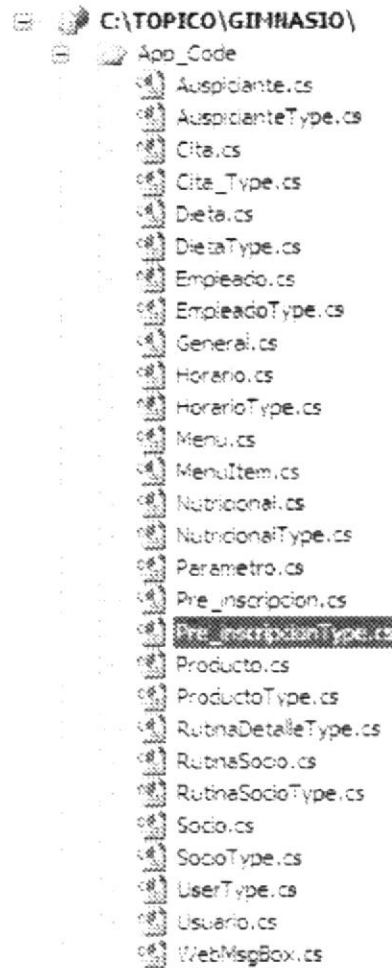 C:\TOPICO\GIMNASIO\
App_Code
Auspiciante.cs
AuspicianteType.cs
Cita.cs
Cita_Type.cs
Dieta.cs
DietaType.cs
Empleado.cs
EmpleadoType.cs
General.cs
Horario.cs
HorarioType.cs
Menu.cs
MenuItem.cs
Nutricional.cs
NutricionalType.cs
Parametro.cs
Pre_inscripcion.cs
Pre_inscripcionType.cs
Producto.cs
ProductoType.cs
RutinaDetalleType.cs
RutinaSocio.cs
RutinaSocioType.cs
Socio.cs
SocioType.cs
UserType.cs
Usuario.cs
WebMsgBox.cs